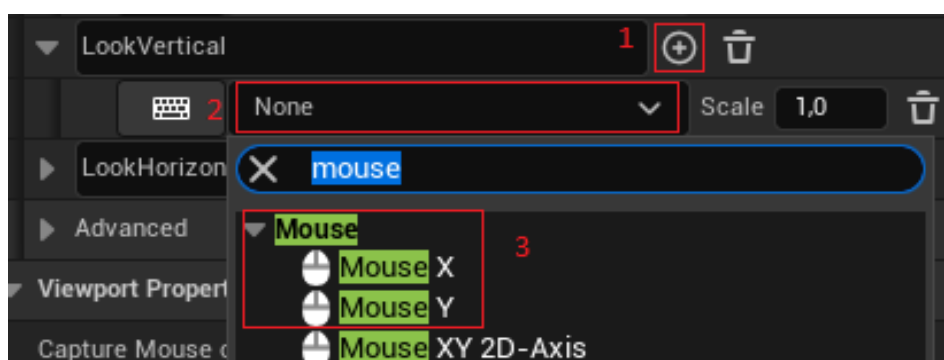 LookVertical 1
2 None Scale 1,0
LookHorizon
mouse
Advanced
Mouse
3
Mouse X
Viewport Propert
Mouse Y
Capture Mouse
Mouse XY 2D-Axis